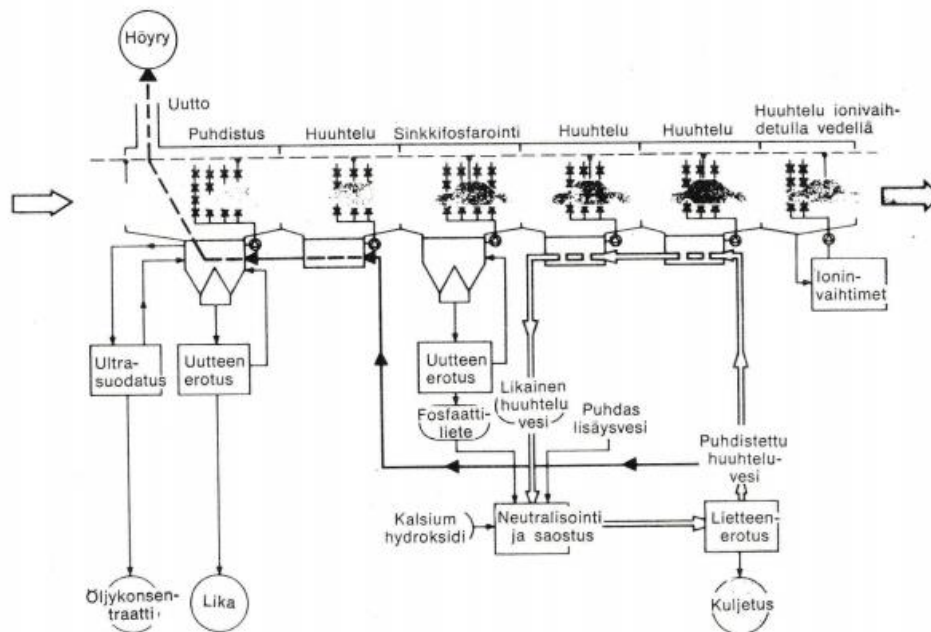 Höyry
Uutto
Puhdistus
Huuhtelu
Sinkkifosfarointi
Huuhtelu
Huuhtelu
Huuhtelu ionivaih-
detulla vedellä
Ionin-
vaihtimet
Ultra-
suodatus
Uutteen
erotus
Uutteen
erotus
Fosfaatti-
liete
Likainen
huuhtelu
vesi
Puhdas
lisäysvesi
Puhdistettu
huuhtelu-
vesi
Kalsium
hydroksidi
Neutralisointi
ja saostus
Lietteen-
erotus
Öljykonsen-
traatti
Lika
Kuljetus